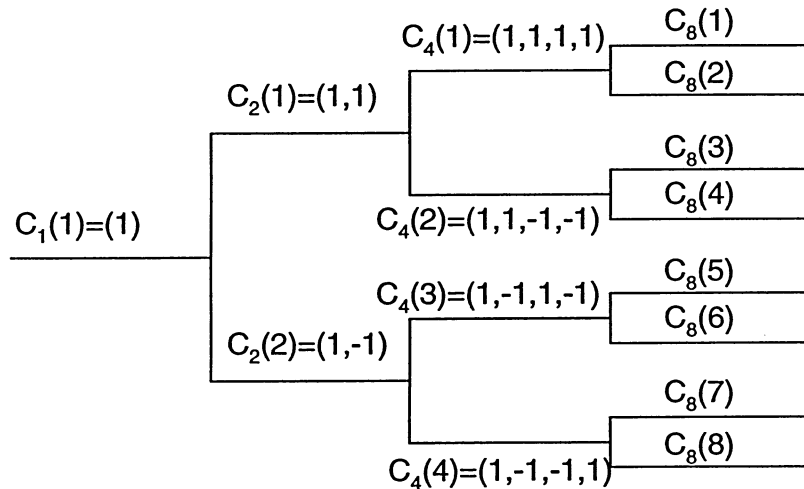 C₁(1)=(1)
C₂(1)=(1,1)
C₂(2)=(1,-1)
C₄(1)=(1,1,1,1)
C₄(2)=(1,1,-1,-1)
C₄(3)=(1,-1,1,-1)
C₄(4)=(1,-1,-1,1)
C₈(1)
C₈(2)
C₈(3)
C₈(4)
C₈(5)
C₈(6)
C₈(7)
C₈(8)